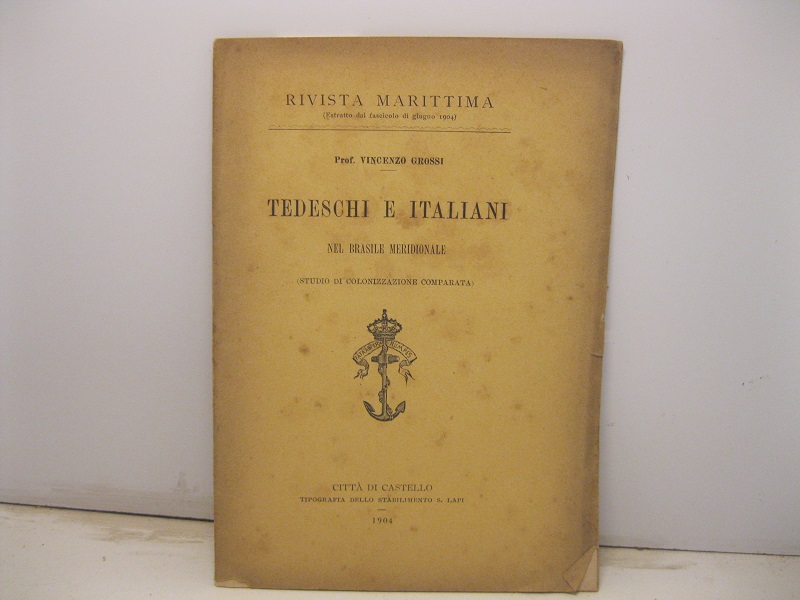 RIVISTA MARITTIMA
(Estratto dal fascicolo di giugno 1904)
Prof. VINCENZO GROSSI
TEDESCHI E ITALIANI
NEL BRASILE MERIDIONALE
(STUDIO DI COLONIZZAZIONE COMPARATA)
CITTÀ DI CASTELLO
TIPOGRAFIA DELLO STABILIMENTO S. LAPI
1904